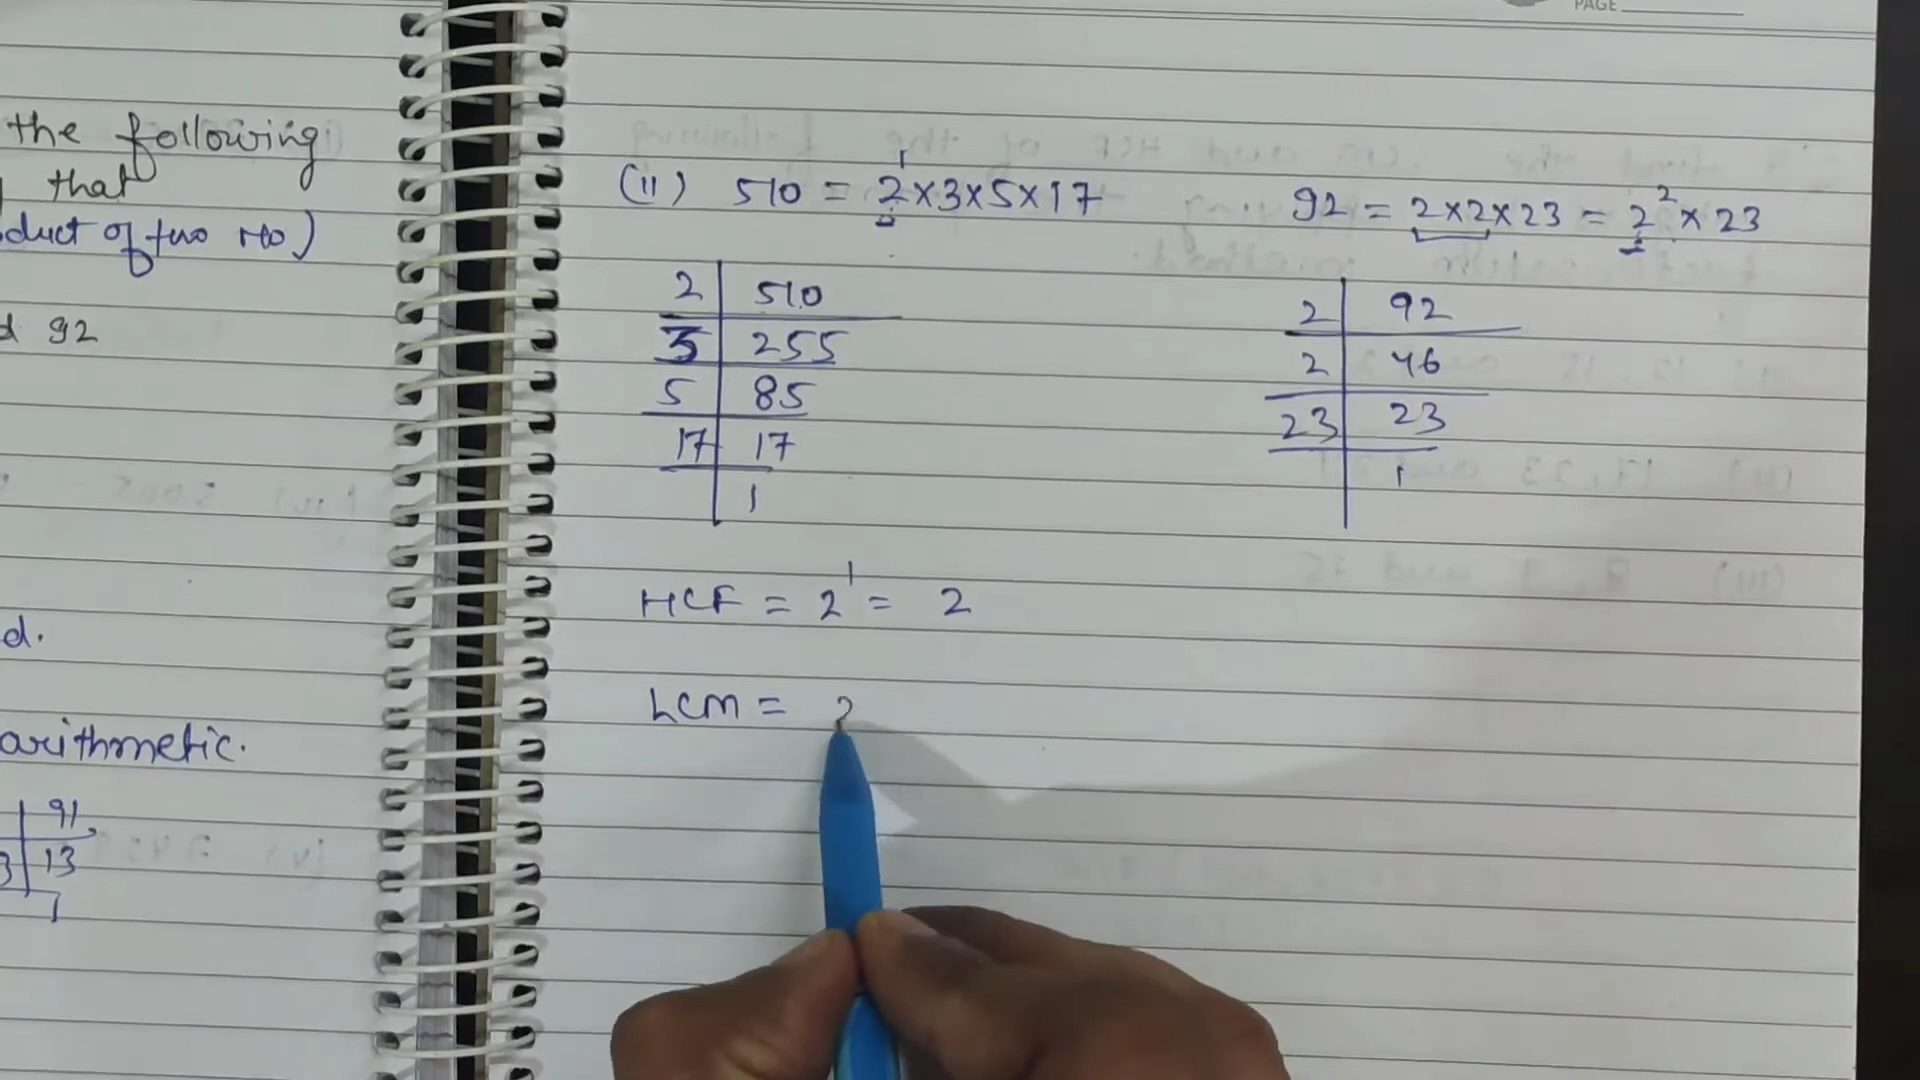 PAGE
the following
that
duct of two no)
d 92
d.
arithmetic.
91
3 13
1
(ii) 510 = 2¹×3×5×17
92 = 2×2×23 = 2²×23
2 510
3 255
5 85
17 17
1
2 92
2 46
23 23
1
HCF = 2¹ = 2
LCM = 2